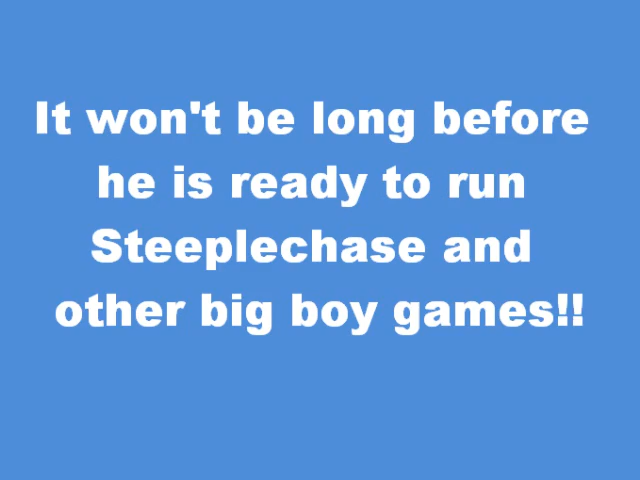 It won't be long before
he is ready to run
Steeplechase and
other big boy games!!